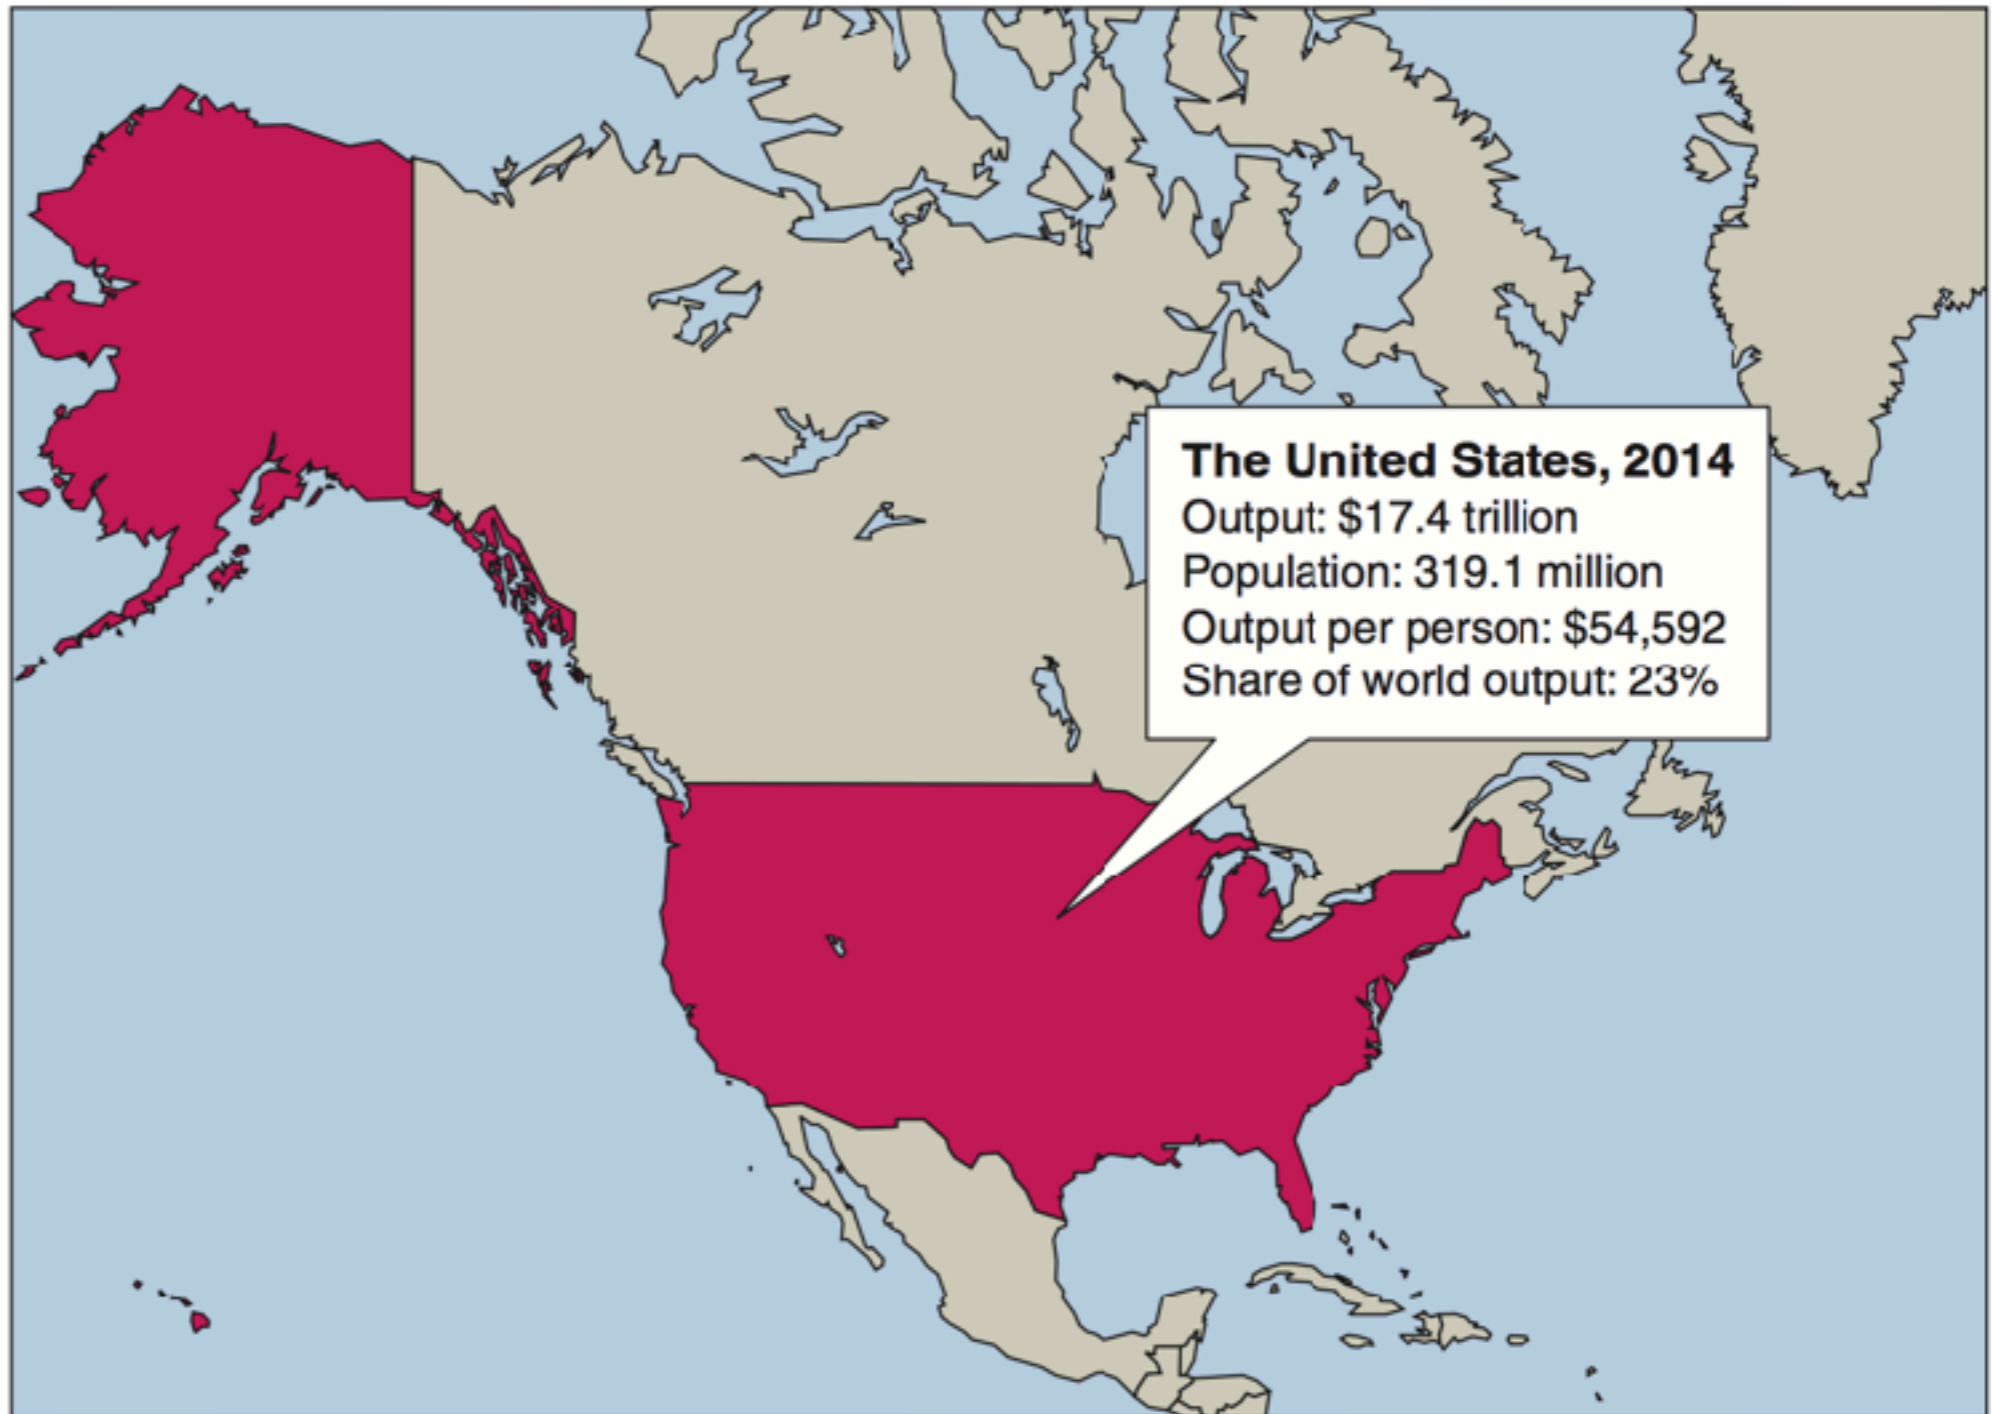 The United States, 2014
Output: $17.4 trillion
Population: 319.1 million
Output per person: $54,592
Share of world output: 23%